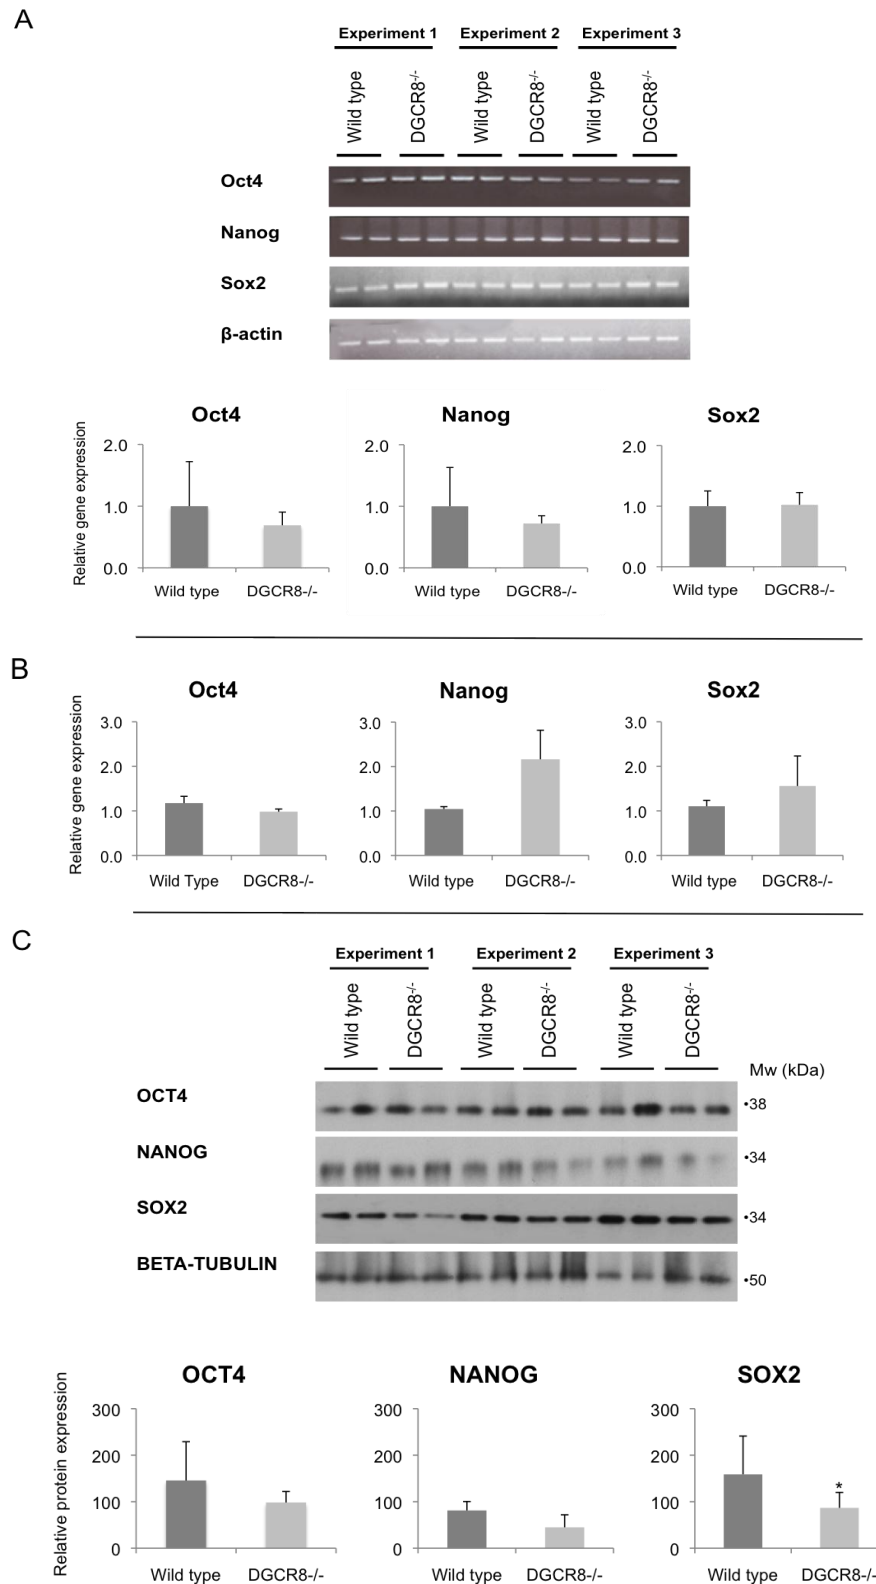 A
Experiment 1 Experiment 2 Experiment 3
Wild type DGCR8-/- Wild type DGCR8-/- Wild type DGCR8-/-
Oct4
Nanog
Sox2
β-actin
Oct4 Nanog Sox2
Relative gene expression
2.0 2.0 2.0
1.0 1.0 1.0
0.0 0.0 0.0
Wild type DGCR8-/- Wild type DGCR8-/- Wild type DGCR8-/-
B
Oct4 Nanog Sox2
Relative gene expression
3.0 3.0 3.0
2.0 2.0 2.0
1.0 1.0 1.0
0.0 0.0 0.0
Wild Type DGCR8-/- Wild type DGCR8-/- Wild type DGCR8-/-
C
Experiment 1 Experiment 2 Experiment 3
Wild type DGCR8-/- Wild type DGCR8-/- Wild type DGCR8-/-
Mw (kDa)
OCT4 •38
NANOG •34
SOX2 •34
BETA-TUBULIN •50
OCT4 NANOG SOX2
Relative protein expression
300 300 300
200 200 200
100 100 100
*
0 0 0
Wild type DGCR8-/- Wild type DGCR8-/- Wild type DGCR8-/-